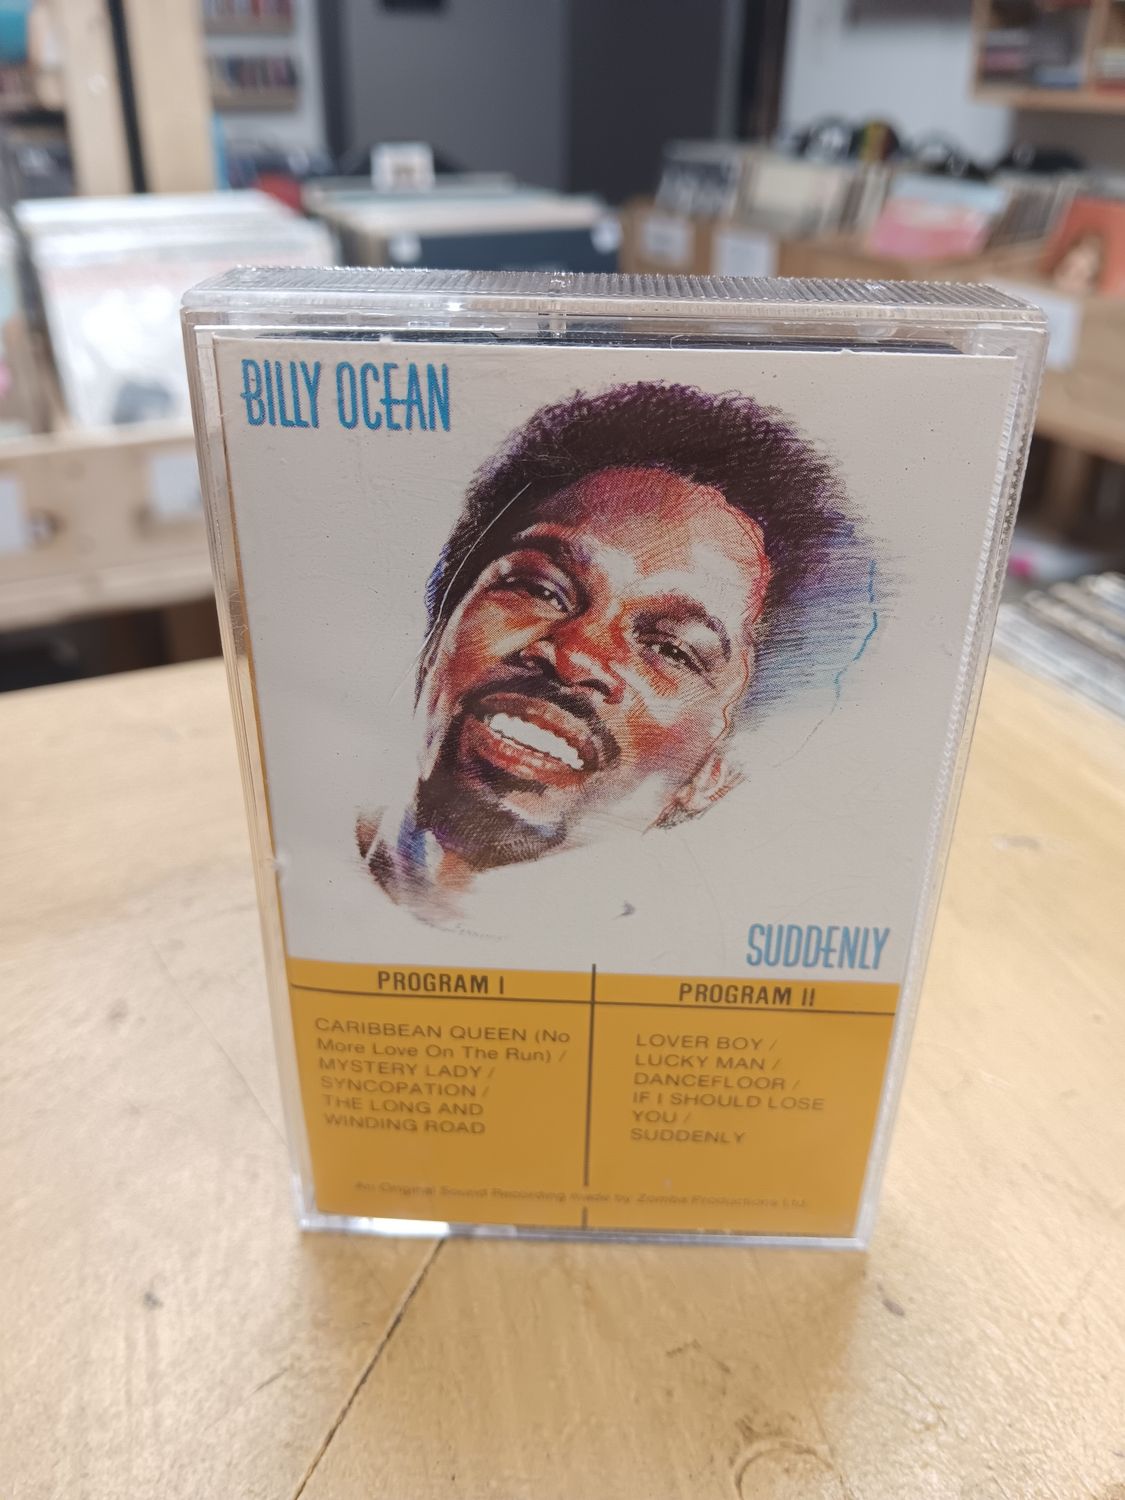 BILLY OCEAN
SUDDENLY
PROGRAM I
CARIBBEAN QUEEN (No
More Love On The Run) /
MYSTERY LADY /
SYNCOPATION /
THE LONG AND
WINDING ROAD
PROGRAM II
LOVER BOY /
LUCKY MAN /
DANCEFLOOR /
IF I SHOULD LOSE
YOU /
SUDDENLY
An Original Sound Recording made by Zomba Productions Ltd.